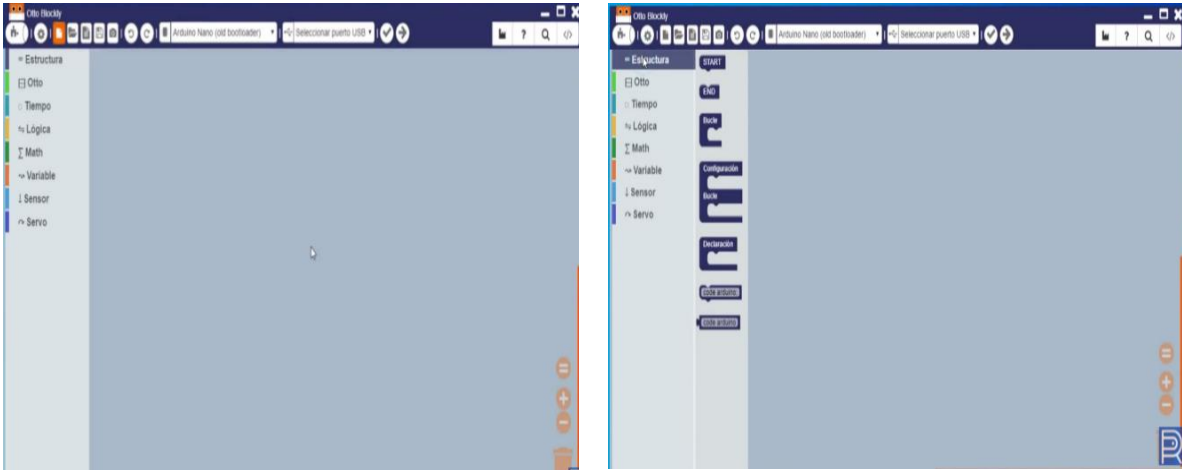 Otto Blockly
Arduino Nano (old bootloader)
Seleccionar puerto USB
?
Estructura
Otto
Tiempo
Lógica
Math
Variable
Sensor
Servo
Otto Blockly
Arduino Nano (old bootloader)
Seleccionar puerto USB
?
Estructura
Otto
Tiempo
Lógica
Math
Variable
Sensor
Servo
START
END
Bucle
Configuración
Bucle
Declaración
code arduino
code arduino